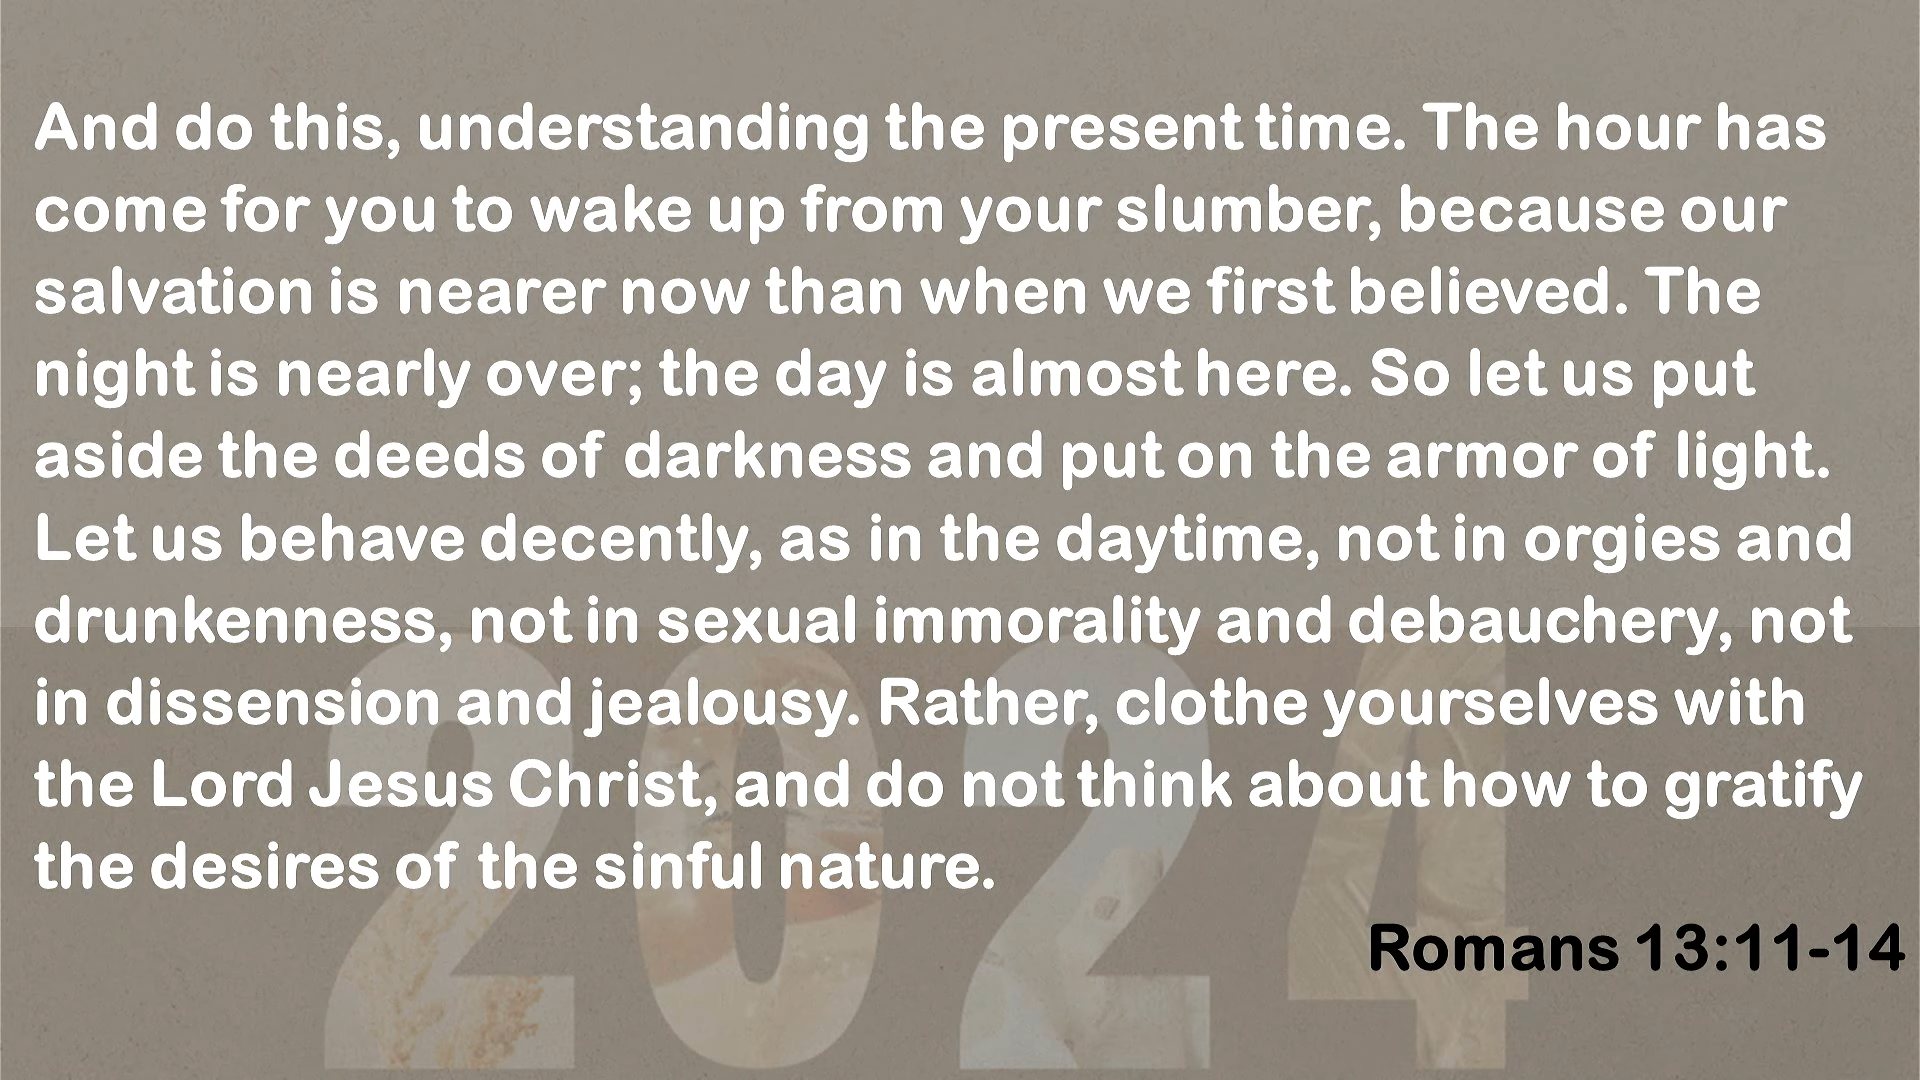 And do this, understanding the present time. The hour has
come for you to wake up from your slumber, because our
salvation is nearer now than when we first believed. The
night is nearly over; the day is almost here. So let us put
aside the deeds of darkness and put on the armor of light.
Let us behave decently, as in the daytime, not in orgies and
drunkenness, not in sexual immorality and debauchery, not
in dissension and jealousy. Rather, clothe yourselves with
the Lord Jesus Christ, and do not think about how to gratify
the desires of the sinful nature.
Romans 13:11-14
2024